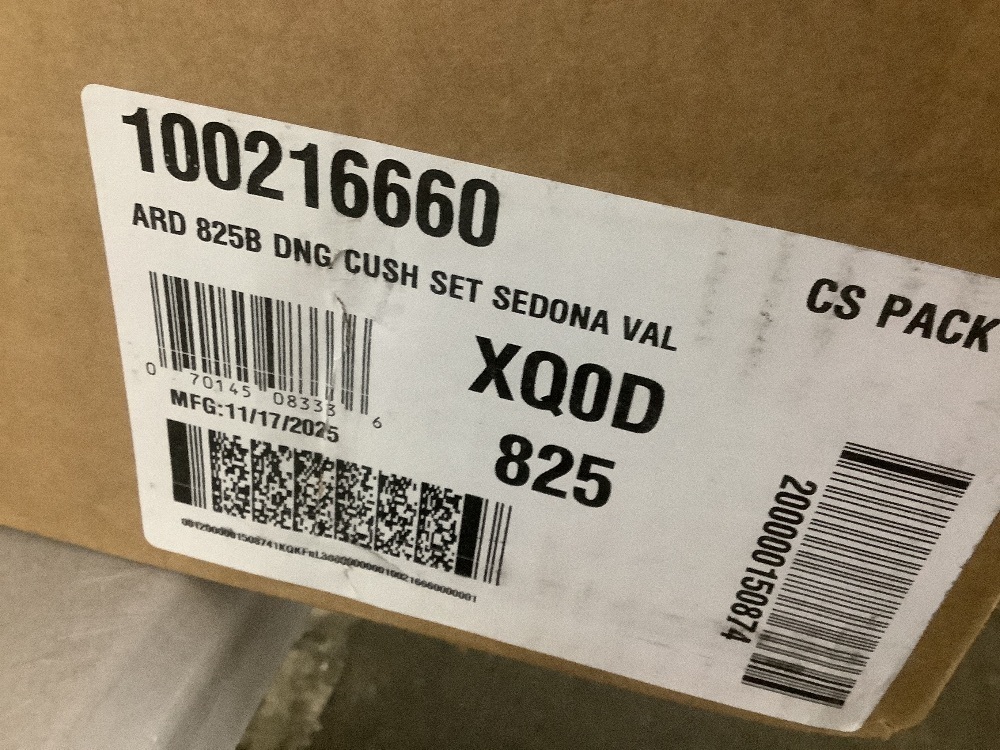 100216660
ARD 825B DNG CUSH SET SEDONA VAL
CS PACK
0 70145 08333 6
XQ0D
825
MFG:11/17/2025
2000000150874